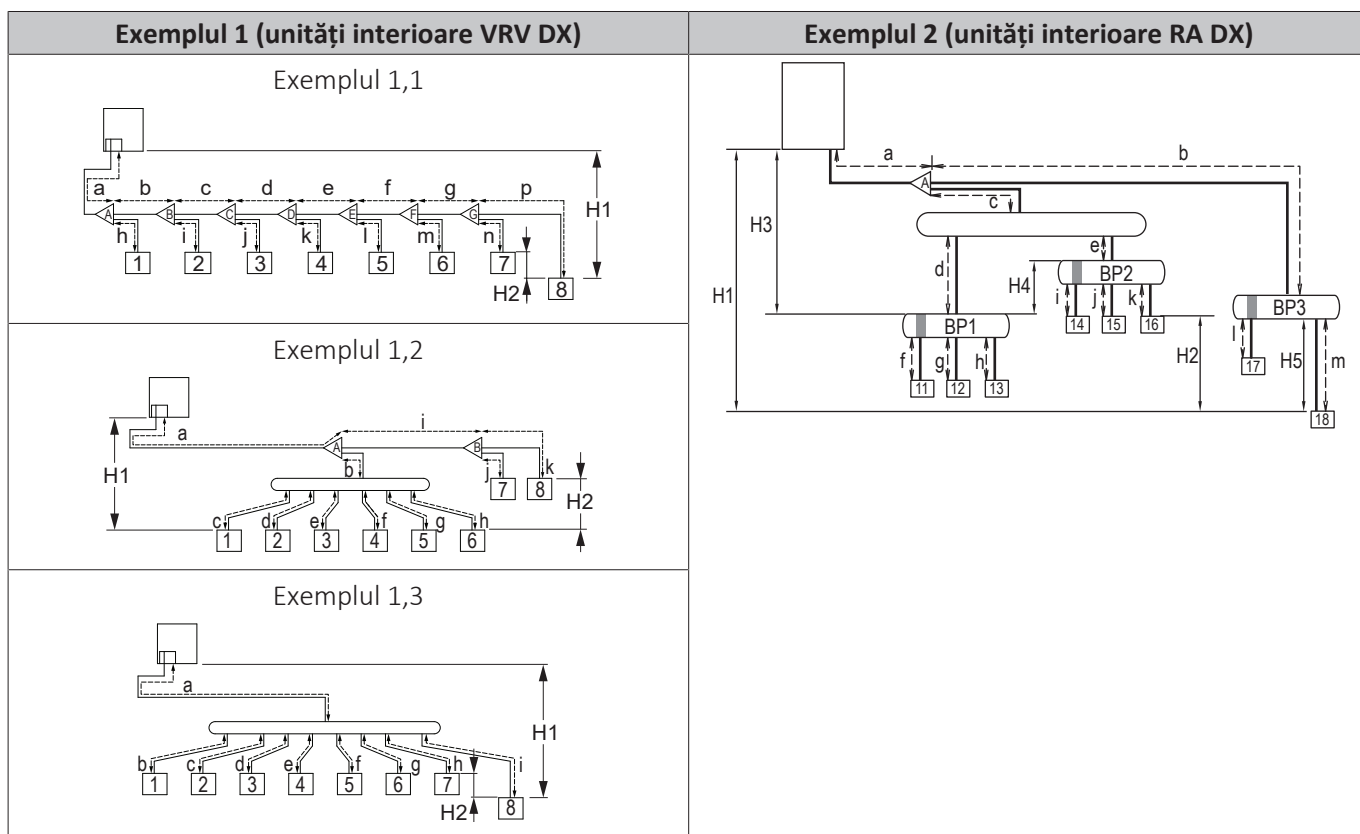 Exemplul 1 (unități interioare VRV DX)
Exemplul 1,1
a b c d e f g p
A B C D E F G
H1
h i j k l m n
1 2 3 4 5 6 7
H2
8
Exemplul 1,2
a i
A B
H1
b j k
7 8
H2
c d e f g h
1 2 3 4 5 6
Exemplul 1,3
a
H1
b c d e f g h i
1 2 3 4 5 6 7
H2
8
Exemplul 2 (unități interioare RA DX)
a b
A
c
H3
e
d
BP2
H4
H1
i j k
BP3
BP1
14 15 16
l H5 m
f g h
H2
17
11 12 13
18